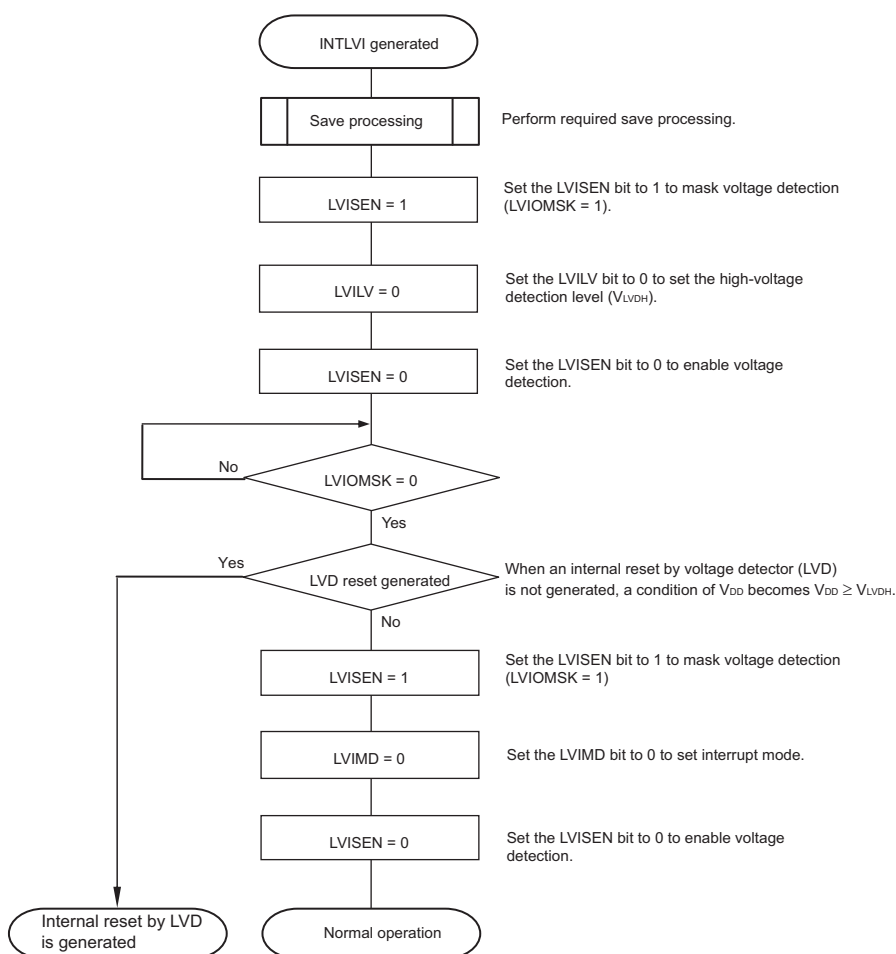 INTLVI generated
Save processing
Perform required save processing.
LVISEN = 1
Set the LVISEN bit to 1 to mask voltage detection
(LVIOMSK = 1).
LVILV = 0
Set the LVILV bit to 0 to set the high-voltage
detection level (VLVDH).
LVISEN = 0
Set the LVISEN bit to 0 to enable voltage
detection.
No
LVIOMSK = 0
Yes
Yes
LVD reset generated
When an internal reset by voltage detector (LVD)
is not generated, a condition of VDD becomes VDD ≥ VLVDH.
No
LVISEN = 1
Set the LVISEN bit to 1 to mask voltage detection
(LVIOMSK = 1)
LVIMD = 0
Set the LVIMD bit to 0 to set interrupt mode.
LVISEN = 0
Set the LVISEN bit to 0 to enable voltage
detection.
Internal reset by LVD
is generated
Normal operation